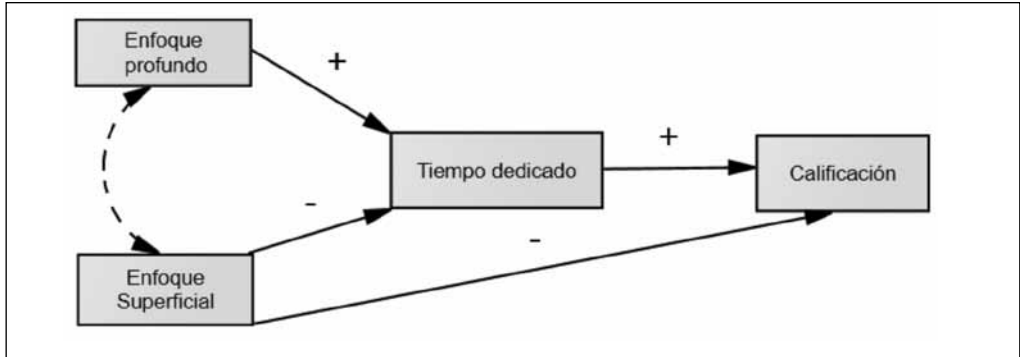 Enfoque
profundo
+
Tiempo dedicado
+
Calificación
-
-
Enfoque
Superficial